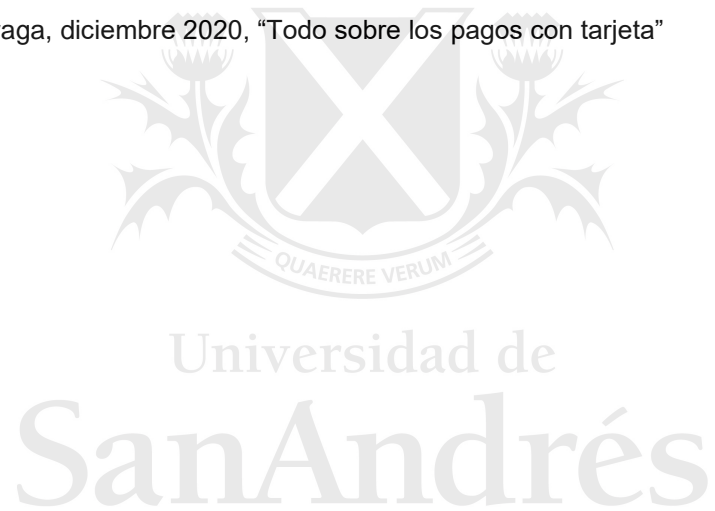 aga, diciembre 2020, “Todo sobre los pagos con tarjeta”
QUAERERE VERUM
Universidad de
SanAndrés